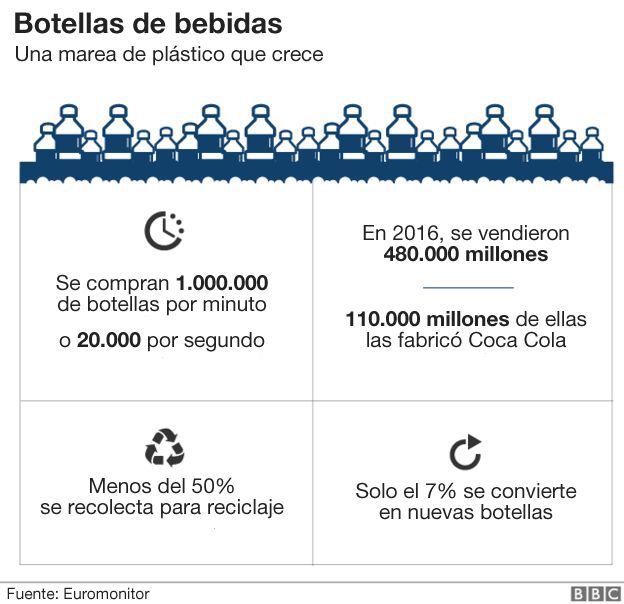 Botellas de bebidas
Una marea de plástico que crece
Se compran 1.000.000
de botellas por minuto
o 20.000 por segundo
En 2016, se vendieron
480.000 millones
110.000 millones de ellas
las fabricó Coca Cola
Menos del 50%
se recolecta para reciclaje
Solo el 7% se convierte
en nuevas botellas
Fuente: Euromonitor
BBC